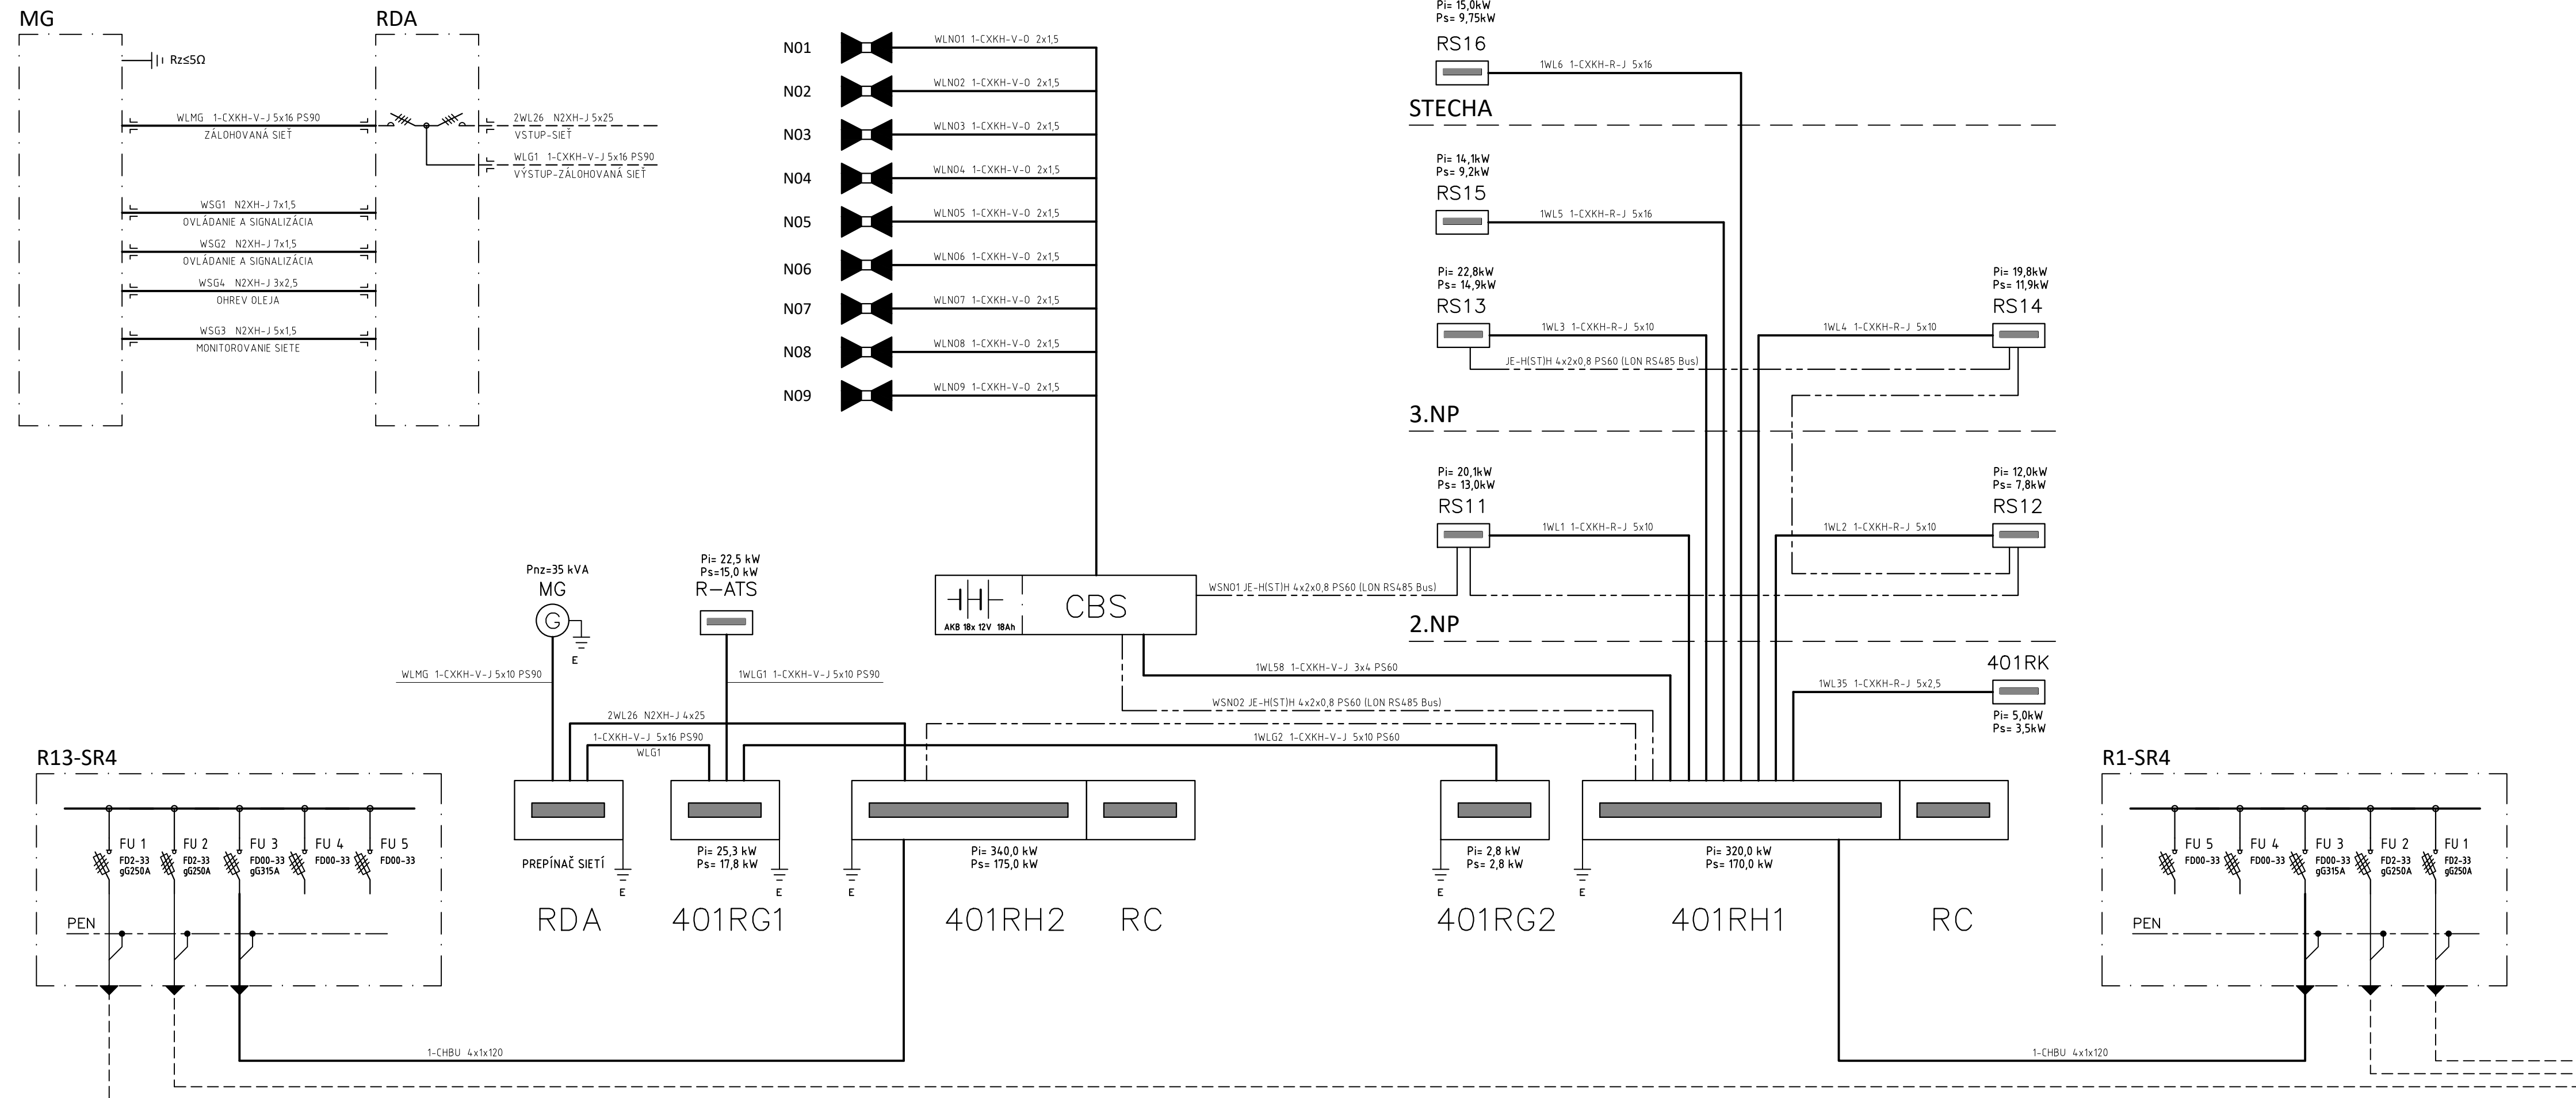 MG
RDA
Rz≤5Ω
WLMG 1-CXKH-V-J 5x16 PS90
ZÁLOHOVANÁ SIEŤ
2WL26 N2XH-J 5x25
VSTUP-SIEŤ
WLG1 1-CXKH-V-J 5x16 PS90
VÝSTUP-ZÁLOHOVANÁ SIEŤ
WSG1 N2XH-J 7x1,5
OVLÁDANIE A SIGNALIZÁCIA
WSG2 N2XH-J 7x1,5
OVLÁDANIE A SIGNALIZÁCIA
WSG4 N2XH-J 3x2,5
OHREV OLEJA
WSG3 N2XH-J 5x1,5
MONITOROVANIE SIETE
N01
WLN01 1-CXKH-V-O 2x1,5
N02
WLN02 1-CXKH-V-O 2x1,5
N03
WLN03 1-CXKH-V-O 2x1,5
N04
WLN04 1-CXKH-V-O 2x1,5
N05
WLN05 1-CXKH-V-O 2x1,5
N06
WLN06 1-CXKH-V-O 2x1,5
N07
WLN07 1-CXKH-V-O 2x1,5
N08
WLN08 1-CXKH-V-O 2x1,5
N09
WLN09 1-CXKH-V-O 2x1,5
Pi= 15,0kW
Ps= 9,75kW
RS16
1WL6 1-CXKH-R-J 5x16
STECHA
Pi= 14,1kW
Ps= 9,2kW
RS15
1WL5 1-CXKH-R-J 5x16
Pi= 22,8kW
Ps= 14,9kW
RS13
1WL3 1-CXKH-R-J 5x10
Pi= 19,8kW
Ps= 11,9kW
RS14
1WL4 1-CXKH-R-J 5x10
JE-H(ST)H 4x2x0,8 PS60 (LON RS485 Bus)
3.NP
Pi= 20,1kW
Ps= 13,0kW
RS11
1WL1 1-CXKH-R-J 5x10
Pi= 12,0kW
Ps= 7,8kW
RS12
1WL2 1-CXKH-R-J 5x10
WSN01 JE-H(ST)H 4x2x0,8 PS60 (LON RS485 Bus)
2.NP
AKB 18x 12V 18Ah
CBS
1WL58 1-CXKH-V-J 3x4 PS60
WSN02 JE-H(ST)H 4x2x0,8 PS60 (LON RS485 Bus)
401RK
1WL35 1-CXKH-R-J 5x2,5
Pi= 5,0kW
Ps= 3,5kW
Pnz=35 kVA
MG
G
E
WLMG 1-CXKH-V-J 5x10 PS90
Pi= 22,5 kW
Ps=15,0 kW
R-ATS
1WLG1 1-CXKH-V-J 5x10 PS90
2WL26 N2XH-J 4x25
1-CXKH-V-J 5x16 PS90
WLG1
1WLG2 1-CXKH-V-J 5x10 PS60
R13-SR4
FU 1
FD2-33
gG250A
FU 2
FD2-33
gG250A
FU 3
FD00-33
gG315A
FU 4
FD00-33
FU 5
FD00-33
PEN
PREPÍNAČ SIETÍ
E
RDA
Pi= 25,3 kW
Ps= 17,8 kW
E
401RG1
E
Pi= 340,0 kW
Ps= 175,0 kW
401RH2
RC
Pi= 2,8 kW
Ps= 2,8 kW
E
401RG2
E
Pi= 320,0 kW
Ps= 170,0 kW
401RH1
RC
R1-SR4
FU 5
FD00-33
FU 4
FD00-33
FU 3
FD00-33
gG315A
FU 2
FD2-33
gG250A
FU 1
FD2-33
gG250A
PEN
1-CHBU 4x1x120
1-CHBU 4x1x120